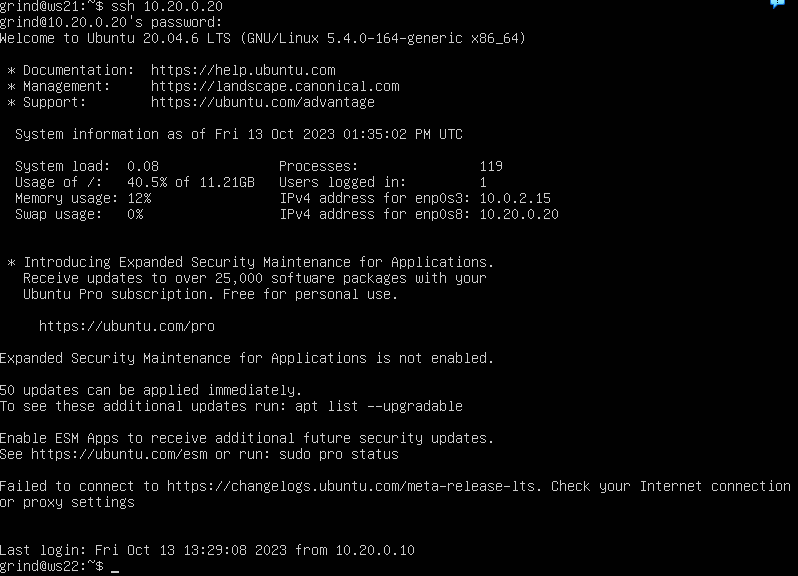 grind@ws21:~$ ssh 10.20.0.20
grind@10.20.0.20's password:
Welcome to Ubuntu 20.04.6 LTS (GNU/Linux 5.4.0-164-generic x86_64)

 * Documentation:  https://help.ubuntu.com
 * Management:     https://landscape.canonical.com
 * Support:        https://ubuntu.com/advantage

  System information as of Fri 13 Oct 2023 01:35:02 PM UTC

  System load:  0.08               Processes:               119
  Usage of /:   40.5% of 11.21GB   Users logged in:         1
  Memory usage: 12%                IPv4 address for enp0s3: 10.0.2.15
  Swap usage:   0%                 IPv4 address for enp0s8: 10.20.0.20


 * Introducing Expanded Security Maintenance for Applications.
   Receive updates to over 25,000 software packages with your
   Ubuntu Pro subscription. Free for personal use.

     https://ubuntu.com/pro

Expanded Security Maintenance for Applications is not enabled.

50 updates can be applied immediately.
To see these additional updates run: apt list --upgradable

Enable ESM Apps to receive additional future security updates.
See https://ubuntu.com/esm or run: sudo pro status

Failed to connect to https://changelogs.ubuntu.com/meta-release-lts. Check your Internet connection
or proxy settings


Last login: Fri Oct 13 13:29:08 2023 from 10.20.0.10
grind@ws22:~$ _